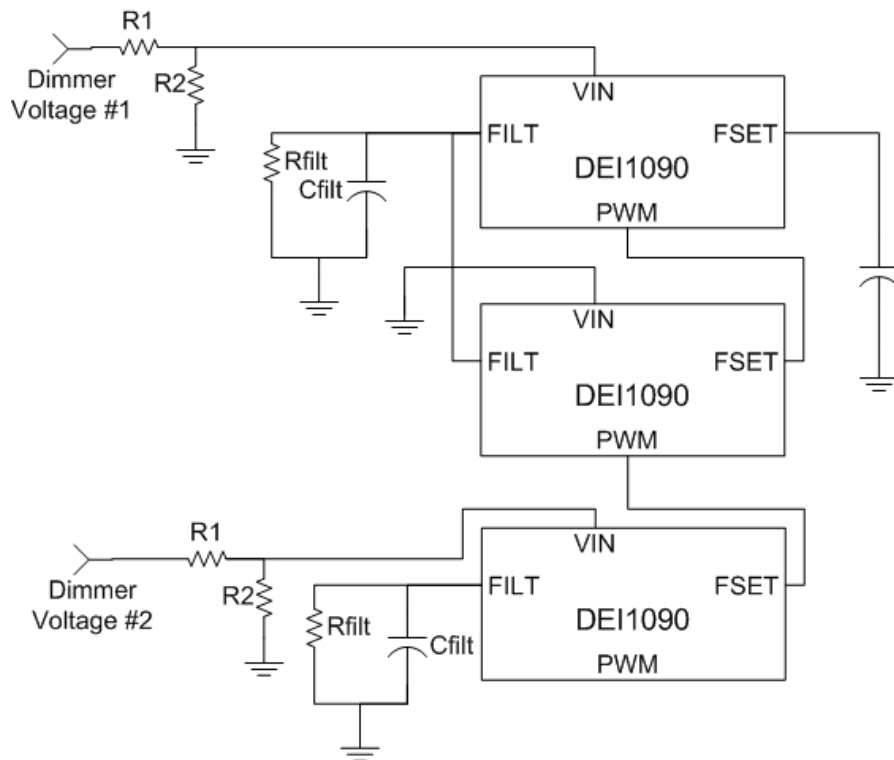 R1
Dimmer
Voltage #1
R2
VIN
FILT
FSET
DEI1090
PWM
Rfilt
Cfilt
VIN
FILT
FSET
DEI1090
PWM
R1
Dimmer
Voltage #2
R2
VIN
FILT
FSET
DEI1090
PWM
Rfilt
Cfilt